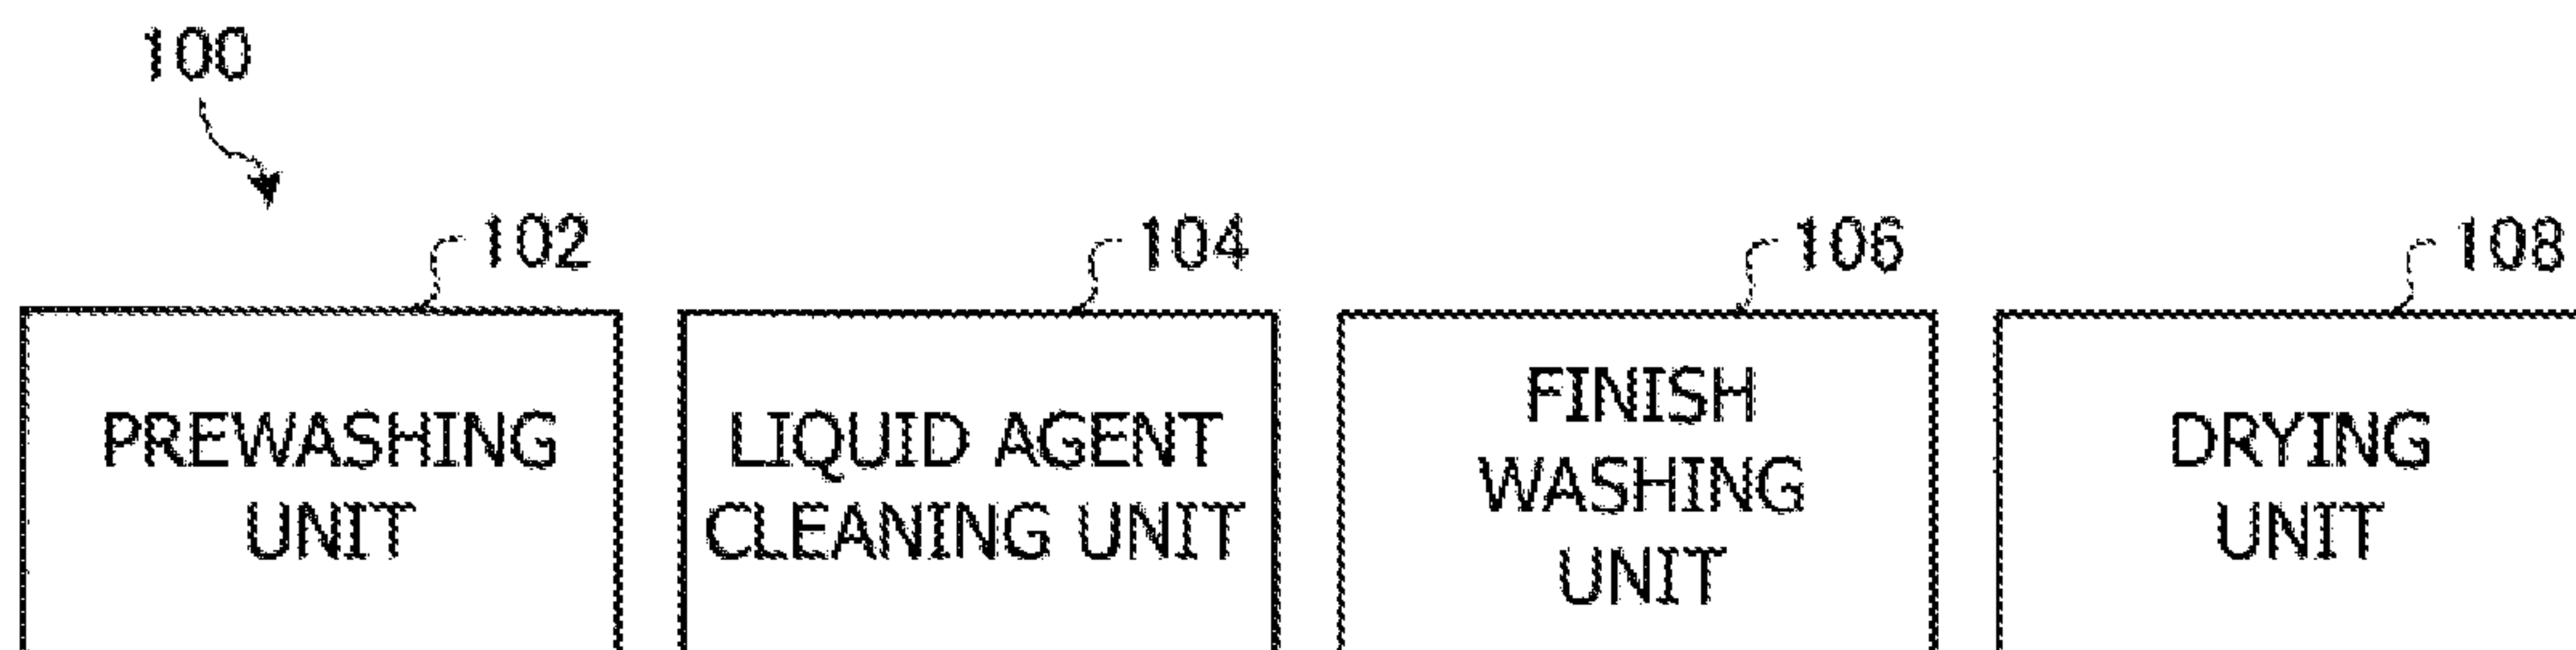 100
102
104
106
108
PREWASHING
UNIT
LIQUID AGENT
CLEANING UNIT
FINISH
WASHING
UNIT
DRYING
UNIT